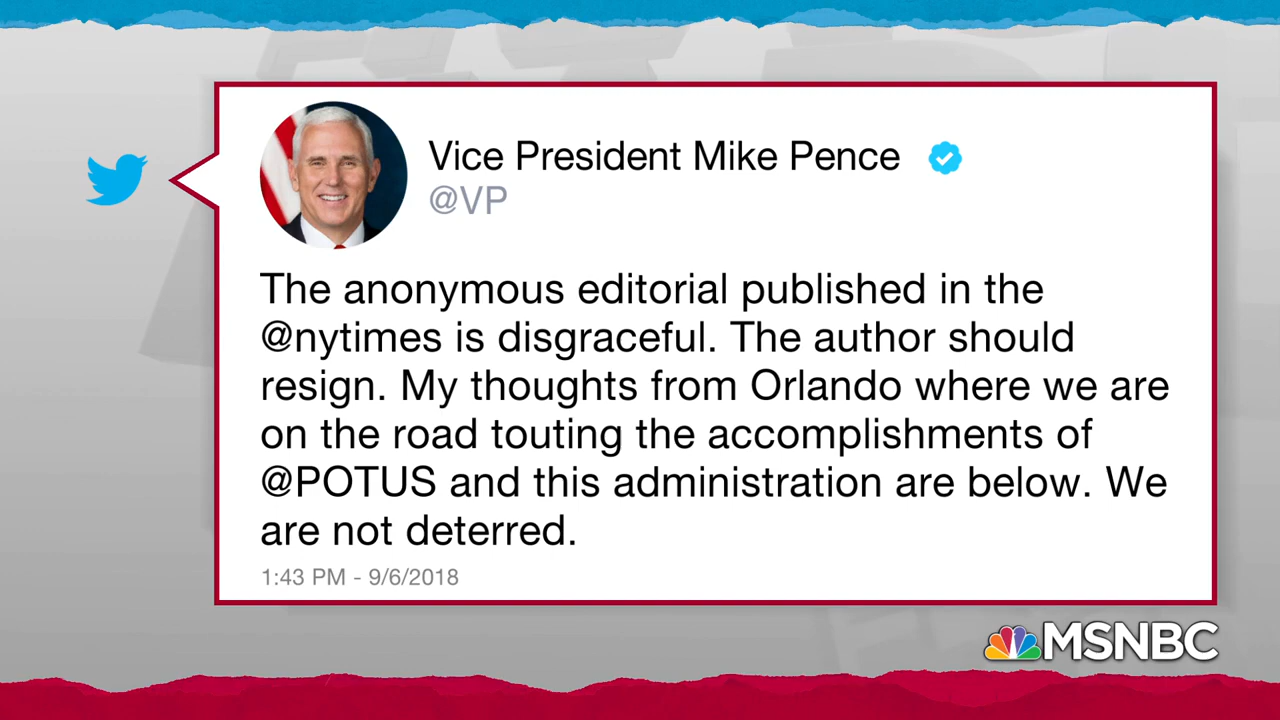 Vice President Mike Pence
@VP
The anonymous editorial published in the
@nytimes is disgraceful. The author should
resign. My thoughts from Orlando where we are
on the road touting the accomplishments of
@POTUS and this administration are below. We
are not deterred.
1:43 PM - 9/6/2018
MSNBC